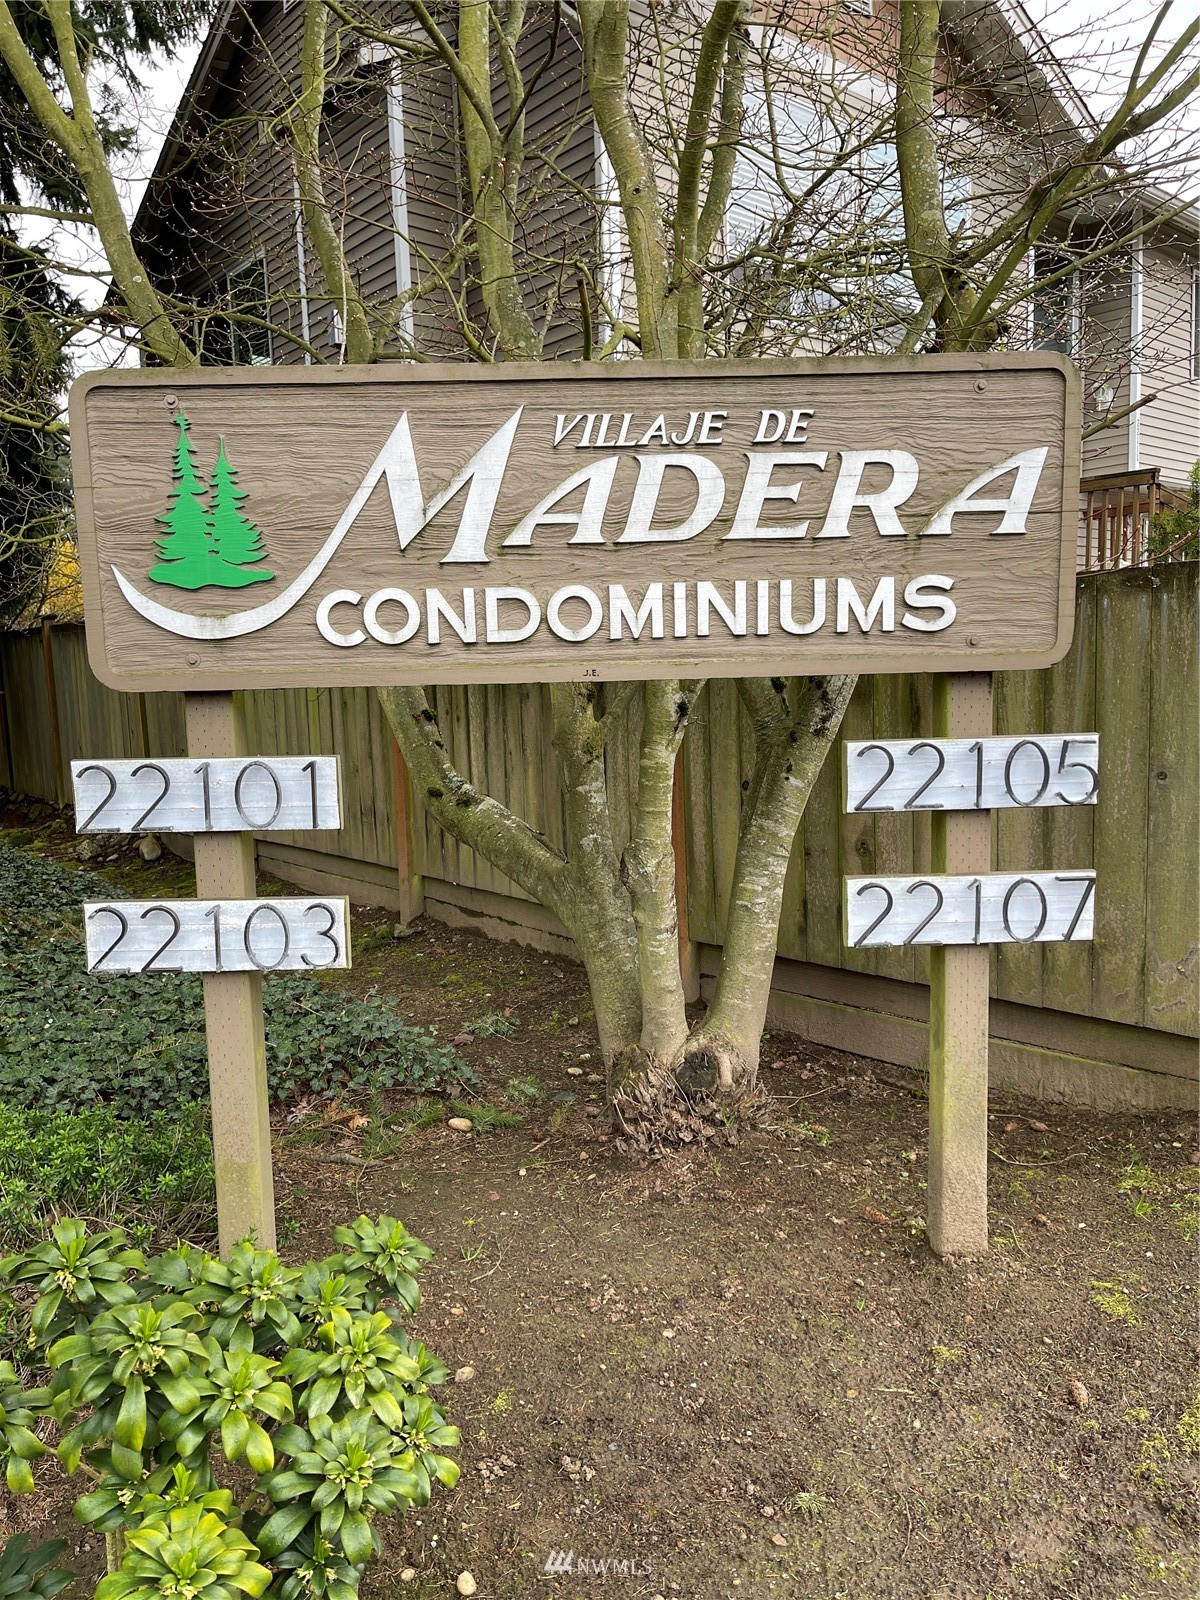 VILLAJE DE
MADERA
CONDOMINIUMS
J.E.
22101
22105
22103
22107
NWMLS